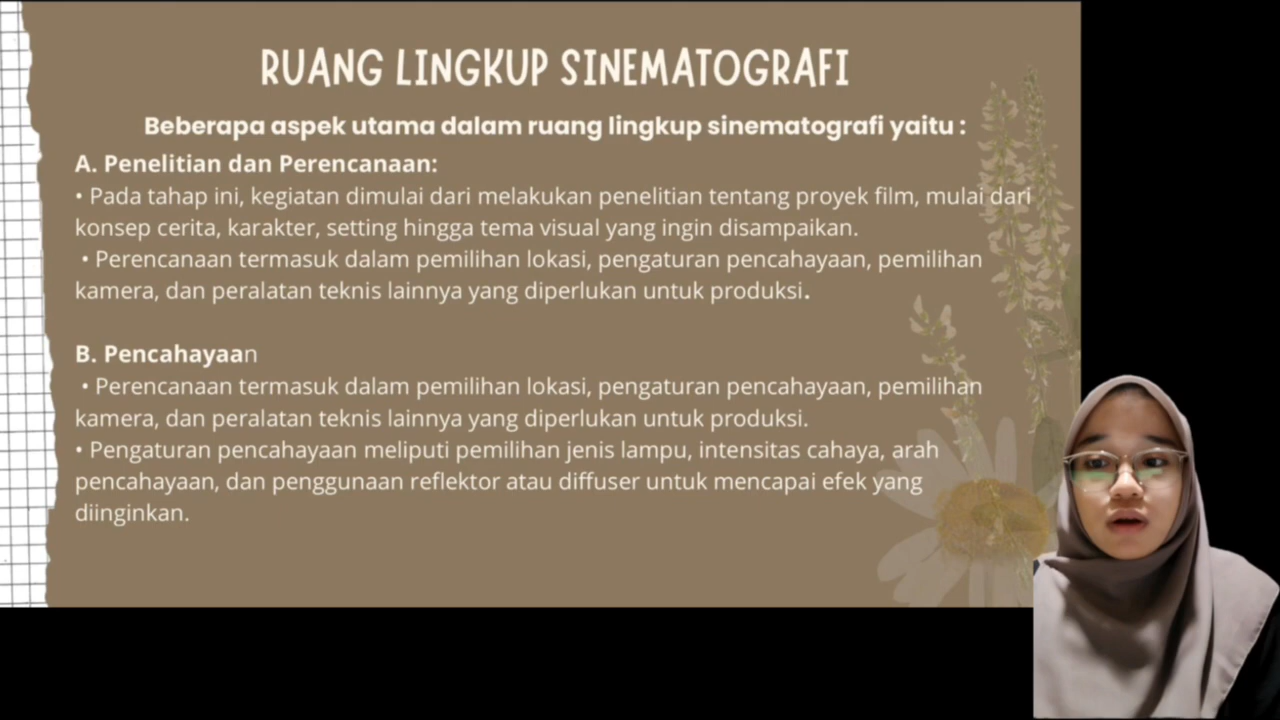 RUANG LINGKUP SINEMATOGRAFI
Beberapa aspek utama dalam ruang lingkup sinematografi yaitu :
A. Penelitian dan Perencanaan:
• Pada tahap ini, kegiatan dimulai dari melakukan penelitian tentang proyek film, mulai dari
konsep cerita, karakter, setting hingga tema visual yang ingin disampaikan.
• Perencanaan termasuk dalam pemilihan lokasi, pengaturan pencahayaan, pemilihan
kamera, dan peralatan teknis lainnya yang diperlukan untuk produksi.
B. Pencahayaan
• Perencanaan termasuk dalam pemilihan lokasi, pengaturan pencahayaan, pemilihan
kamera, dan peralatan teknis lainnya yang diperlukan untuk produksi.
• Pengaturan pencahayaan meliputi pemilihan jenis lampu, intensitas cahaya, arah
pencahayaan, dan penggunaan reflektor atau diffuser untuk mencapai efek yang
diinginkan.